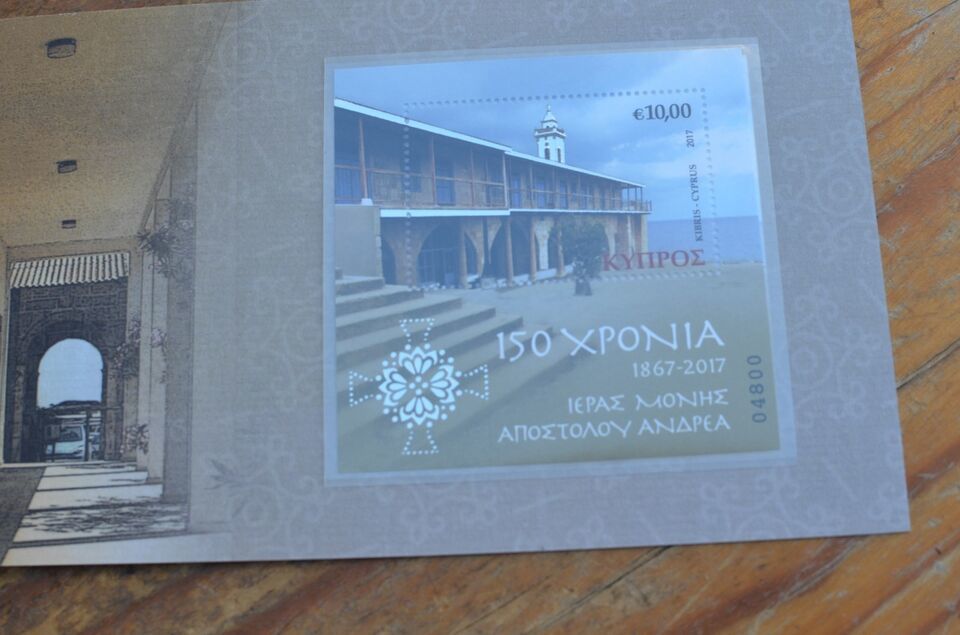 €10,00
KIBRIS - CYPRUS 2017
ΚΥΠΡΟΣ
150 ΧΡΟΝΙΑ
1867-2017
ΙΕΡΑΣ ΜΟΝΗΣ
ΑΠΟΣΤΟΛΟΥ ΑΝΔΡΕΑ
04800